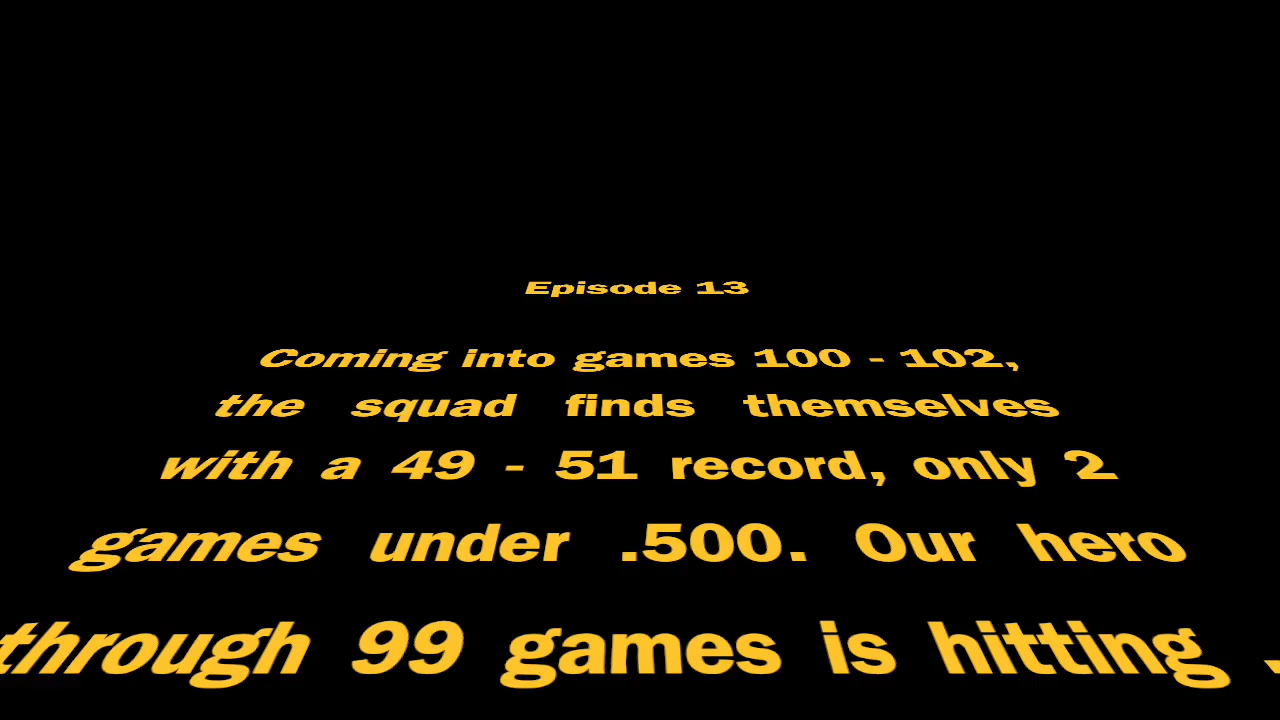 Episode 13
Coming into games 100 - 102,
the squad finds themselves
with a 49 - 51 record, only 2
games under .500. Our hero
through 99 games is hitting